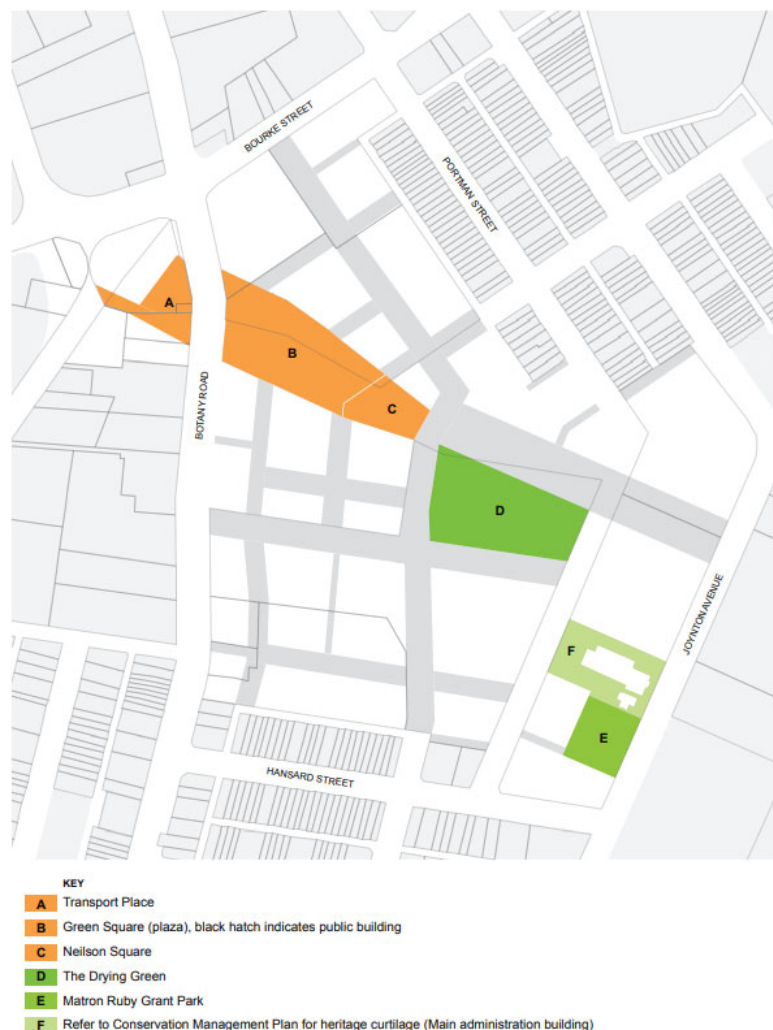 BOURKE STREET
PORTMAN STREET
A
B
BOTANY ROAD
C
D
JOYNTON AVENUE
F
E
HANSARD STREET
KEY
A Transport Place
B Green Square (plaza), black hatch indicates public building
C Neilson Square
D The Drying Green
E Matron Ruby Grant Park
F Refer to Conservation Management Plan for heritage curtilage (Main administration building)